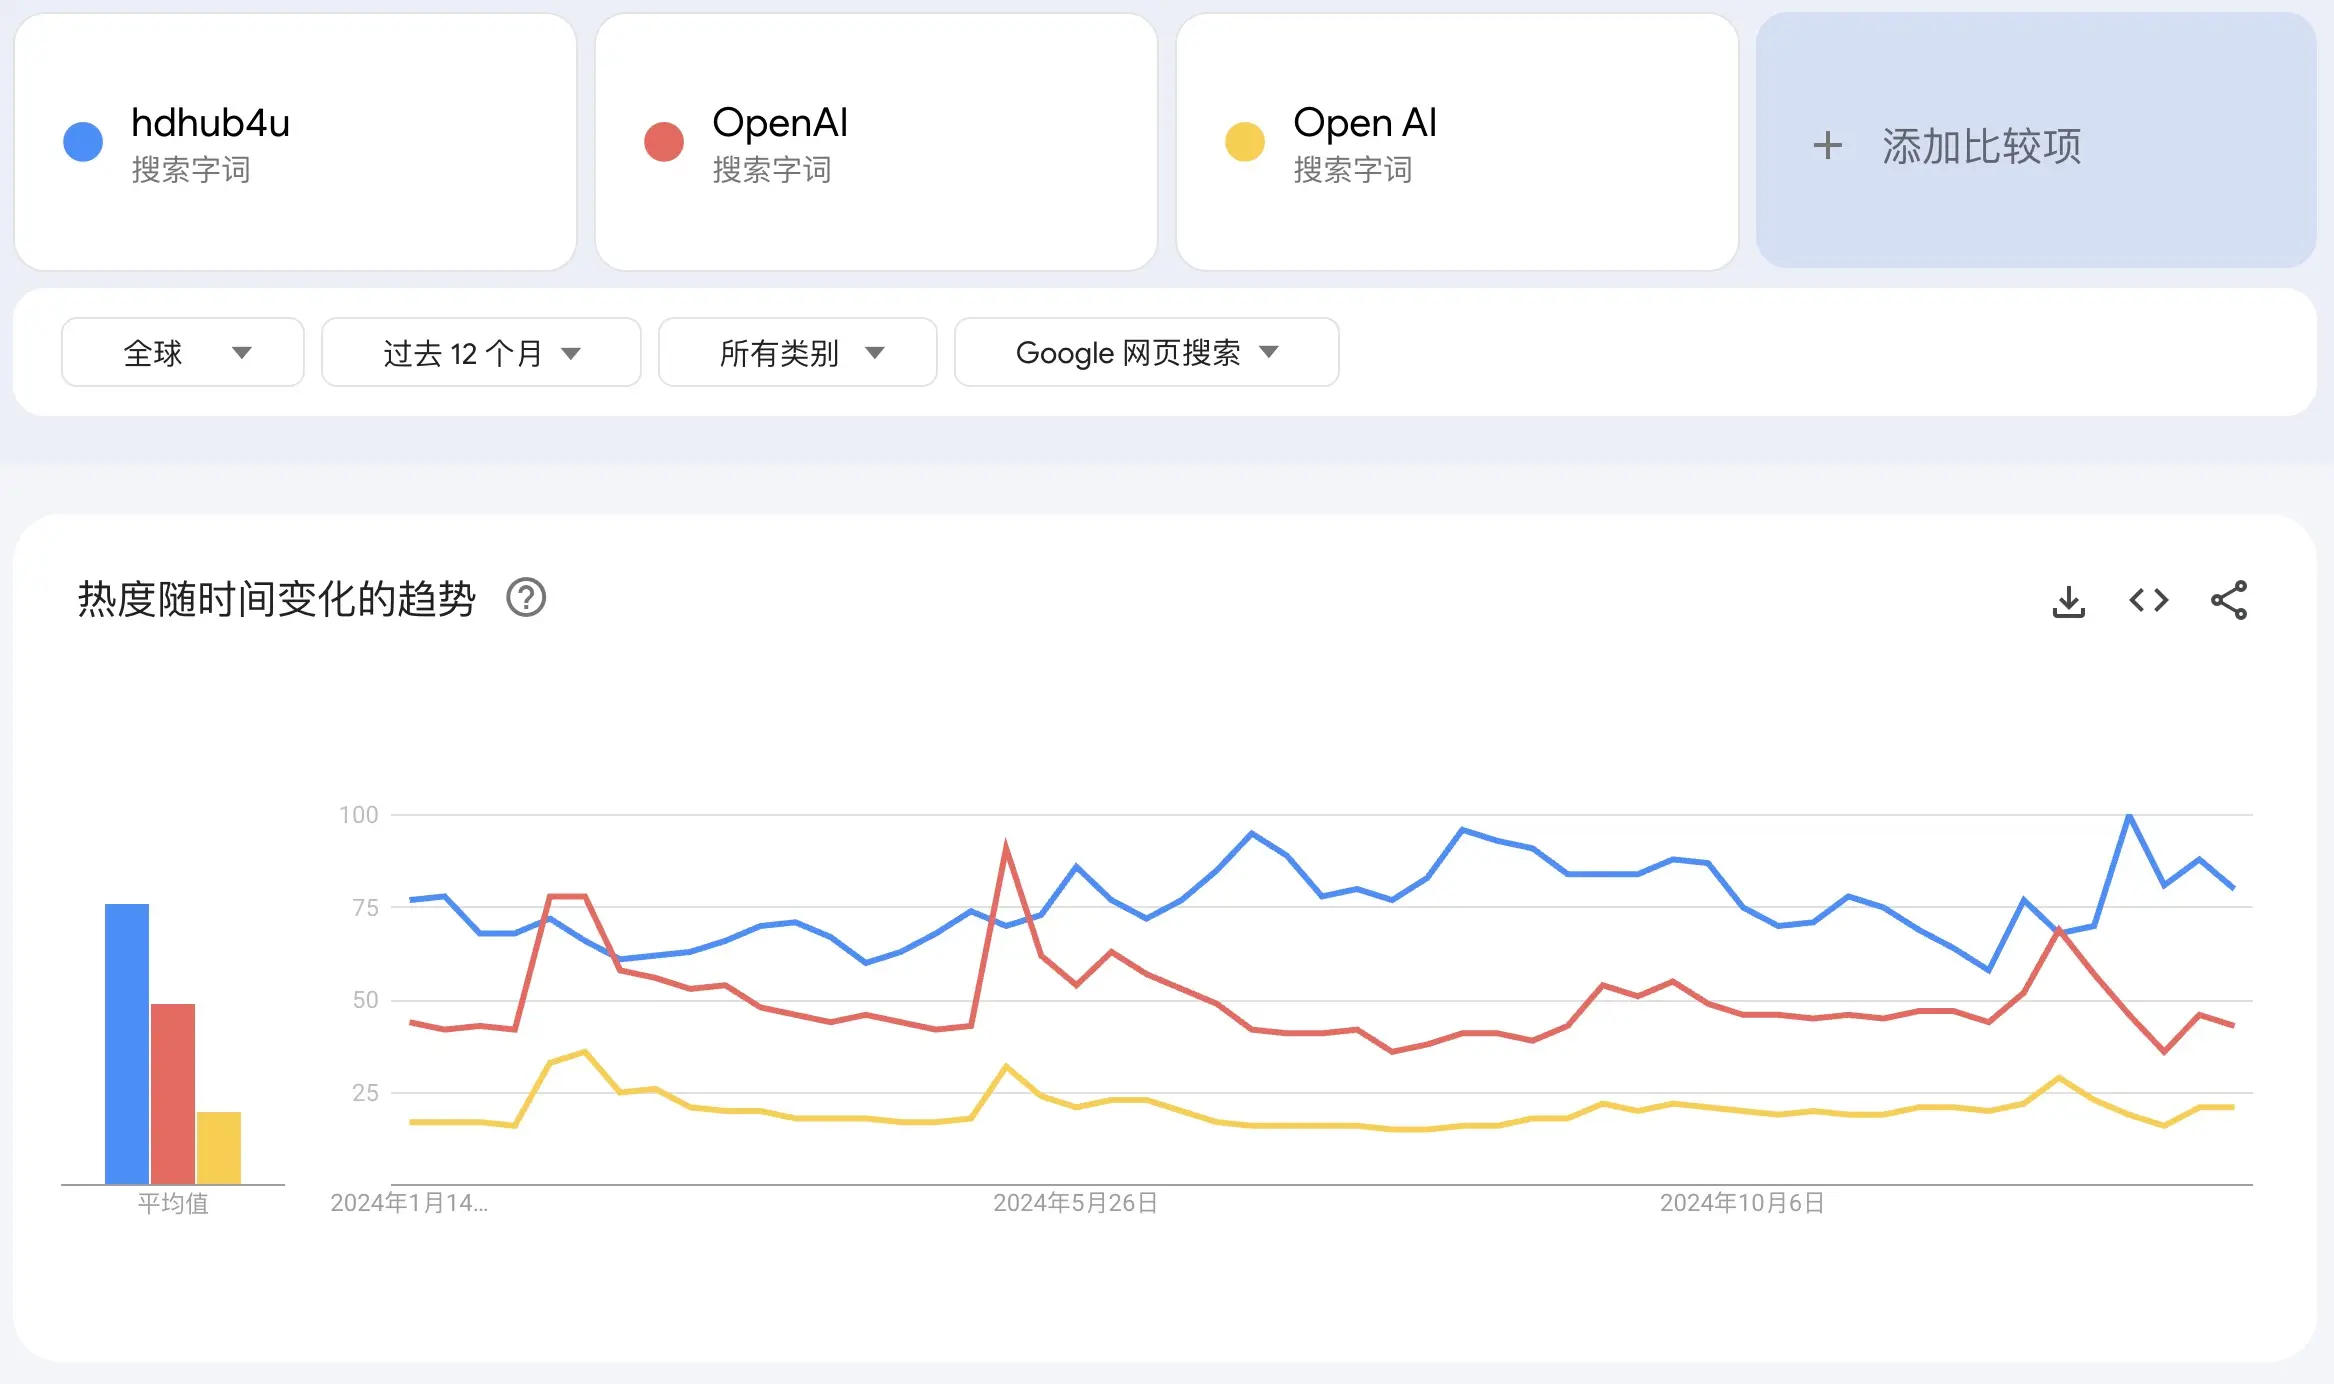 hdhub4u
搜索字词
OpenAI
搜索字词
Open AI
搜索字词
+ 添加比较项
全球
过去 12 个月
所有类别
Google 网页搜索
热度随时间变化的趋势
100
75
50
25
平均值
2024年1月14...
2024年5月26日
2024年10月6日